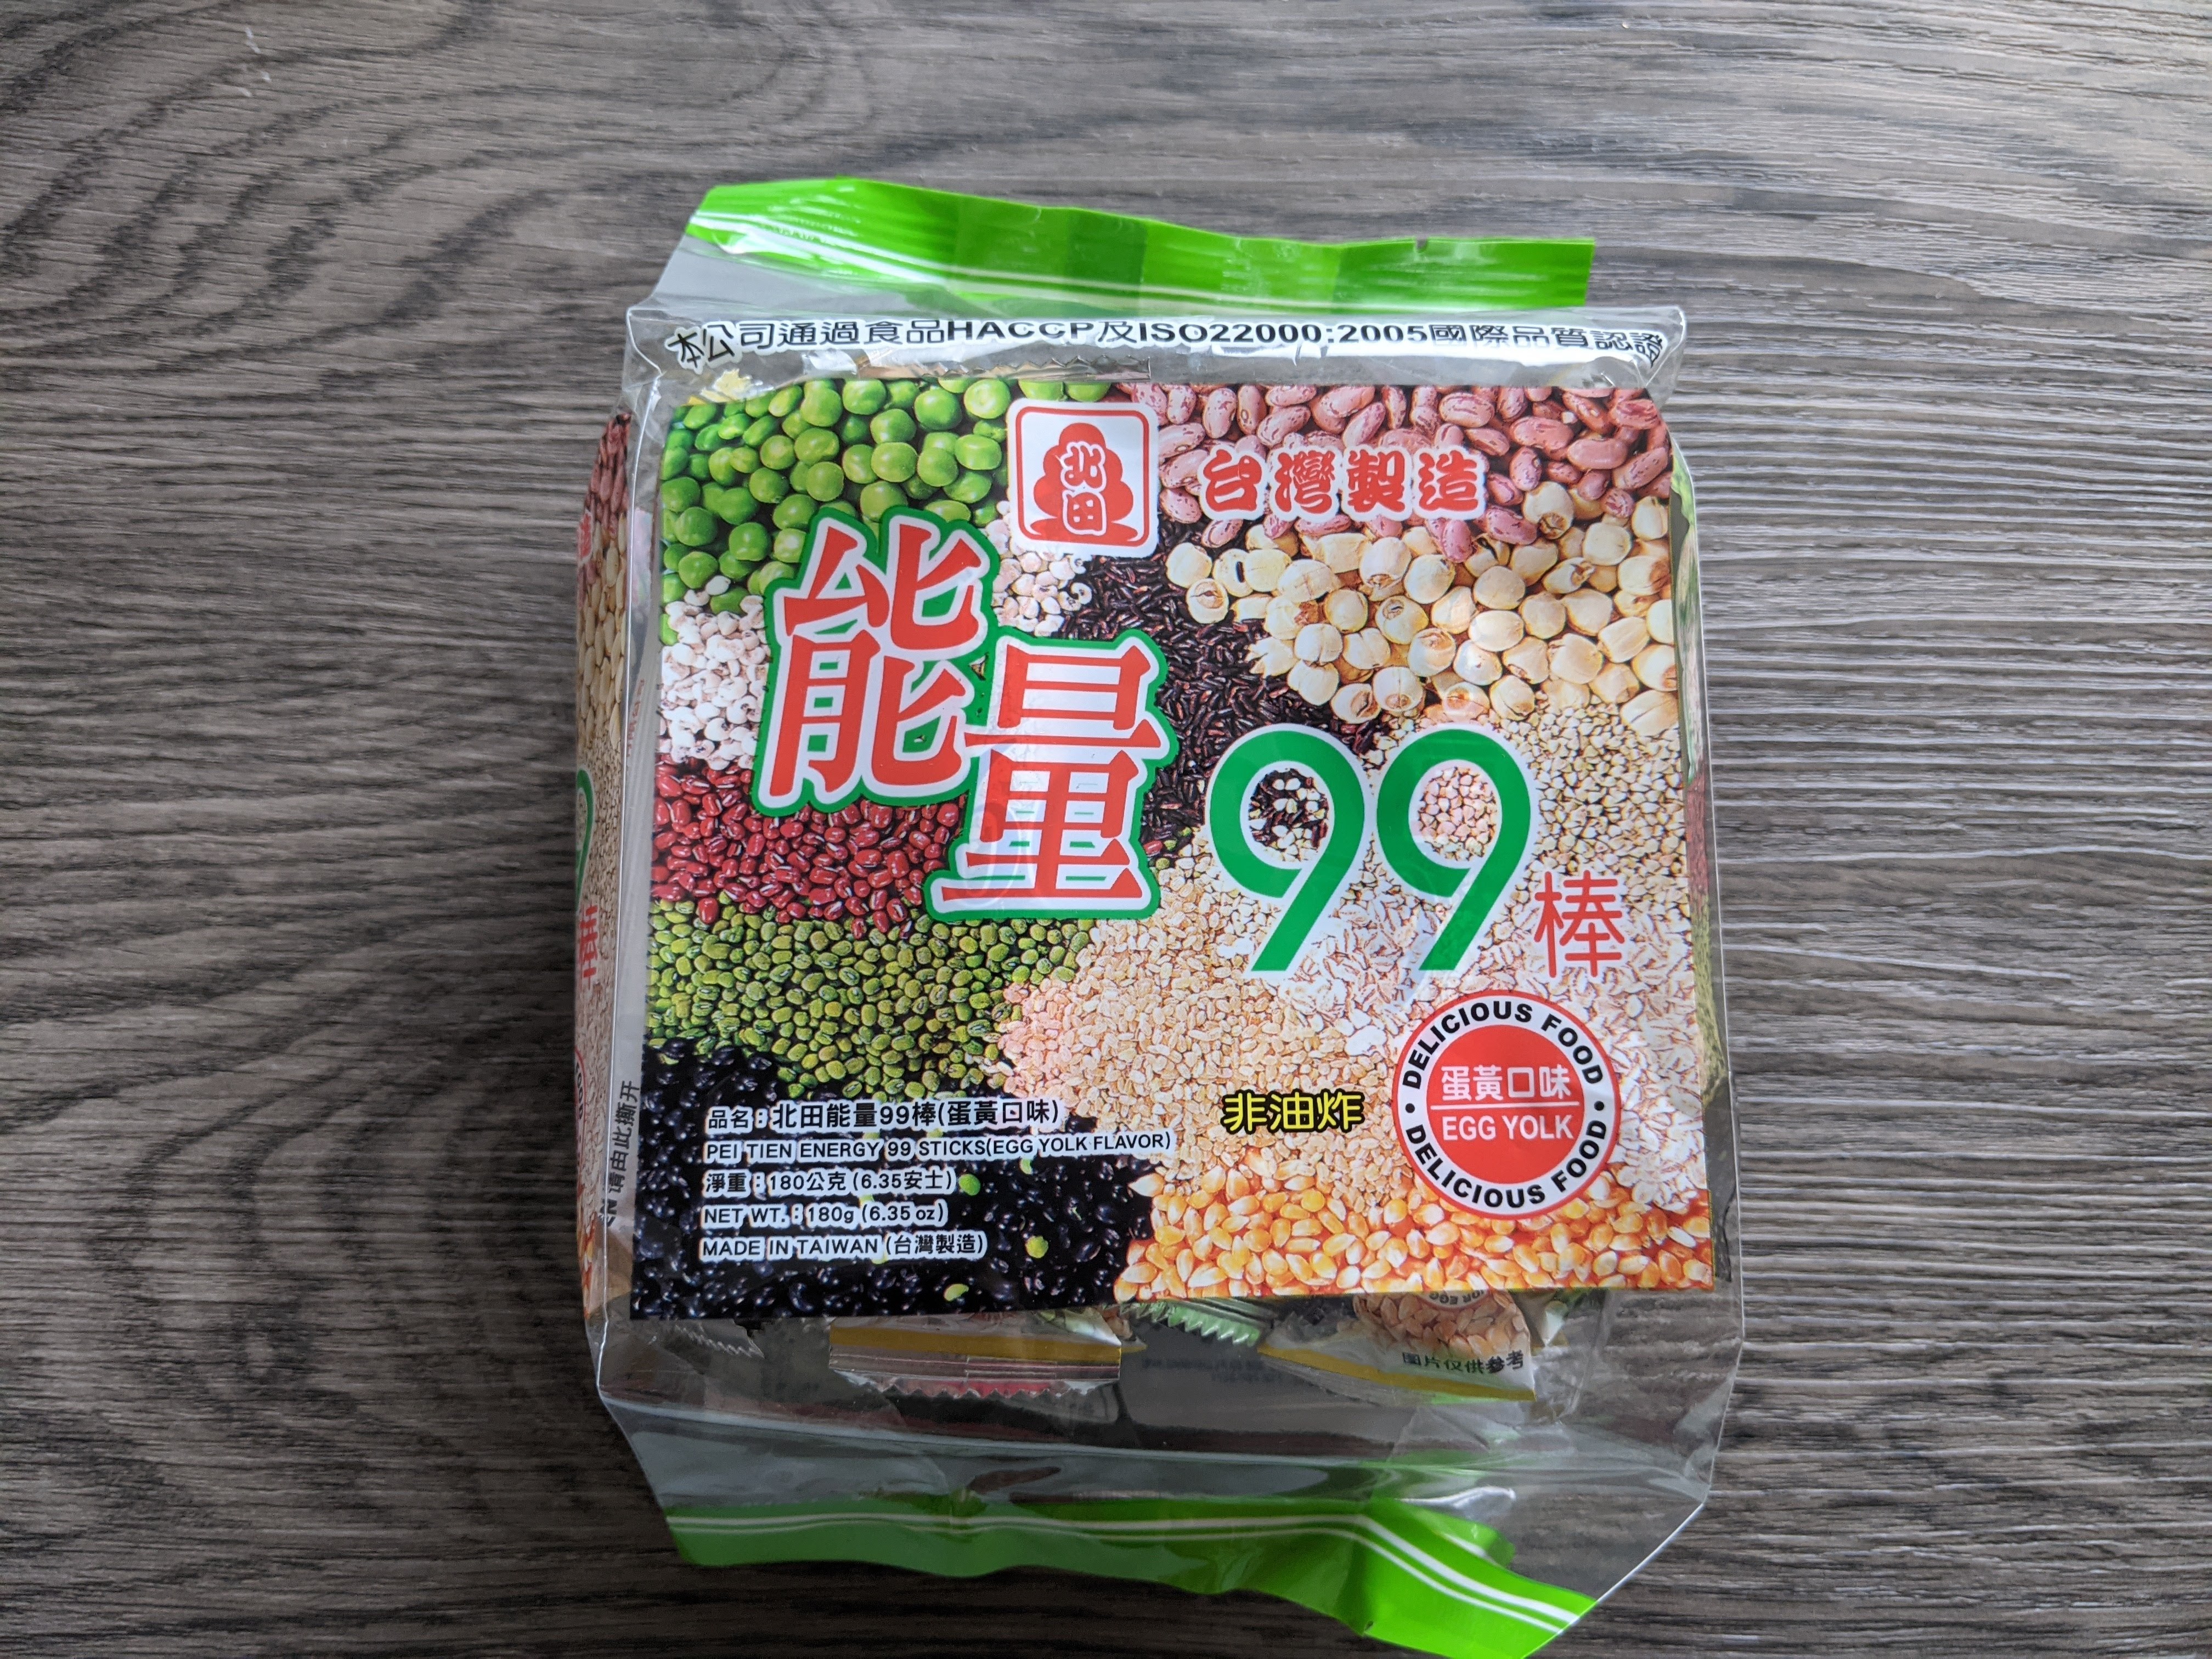 本公司通過食品HACCP及ISO22000:2005國際品質認證
北田
台灣製造
能量99棒
DELICIOUS FOOD
蛋黃口味
EGG YOLK
DELICIOUS FOOD
非油炸
品名：北田能量99棒(蛋黃口味)
PEI TIEN ENERGY 99 STICKS(EGG YOLK FLAVOR)
淨重：180公克(6.35安士)
NET WT.：180g (6.35 oz)
MADE IN TAIWAN (台灣製造)
请由此撕开
圖片仅供参考